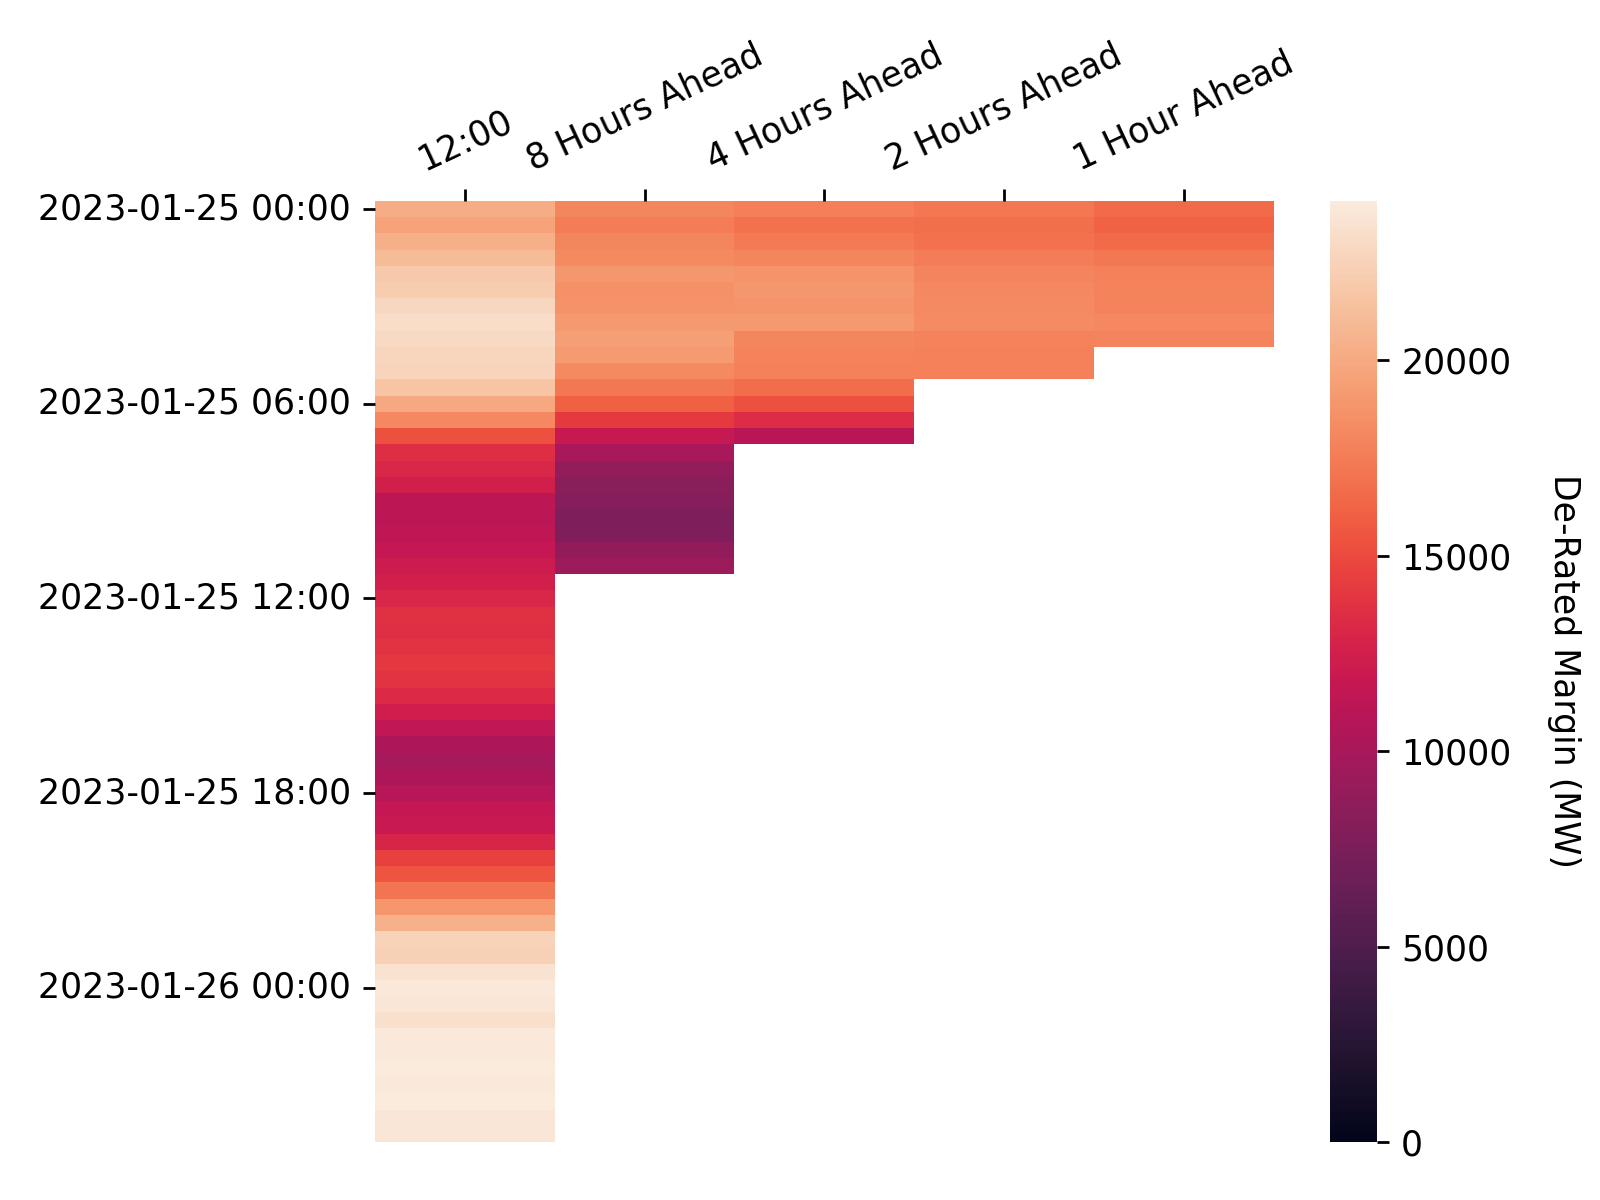 12:00
8 Hours Ahead
4 Hours Ahead
2 Hours Ahead
1 Hour Ahead
2023-01-25 00:00
2023-01-25 06:00
2023-01-25 12:00
2023-01-25 18:00
2023-01-26 00:00
20000
15000
10000
5000
0
De-Rated Margin (MW)